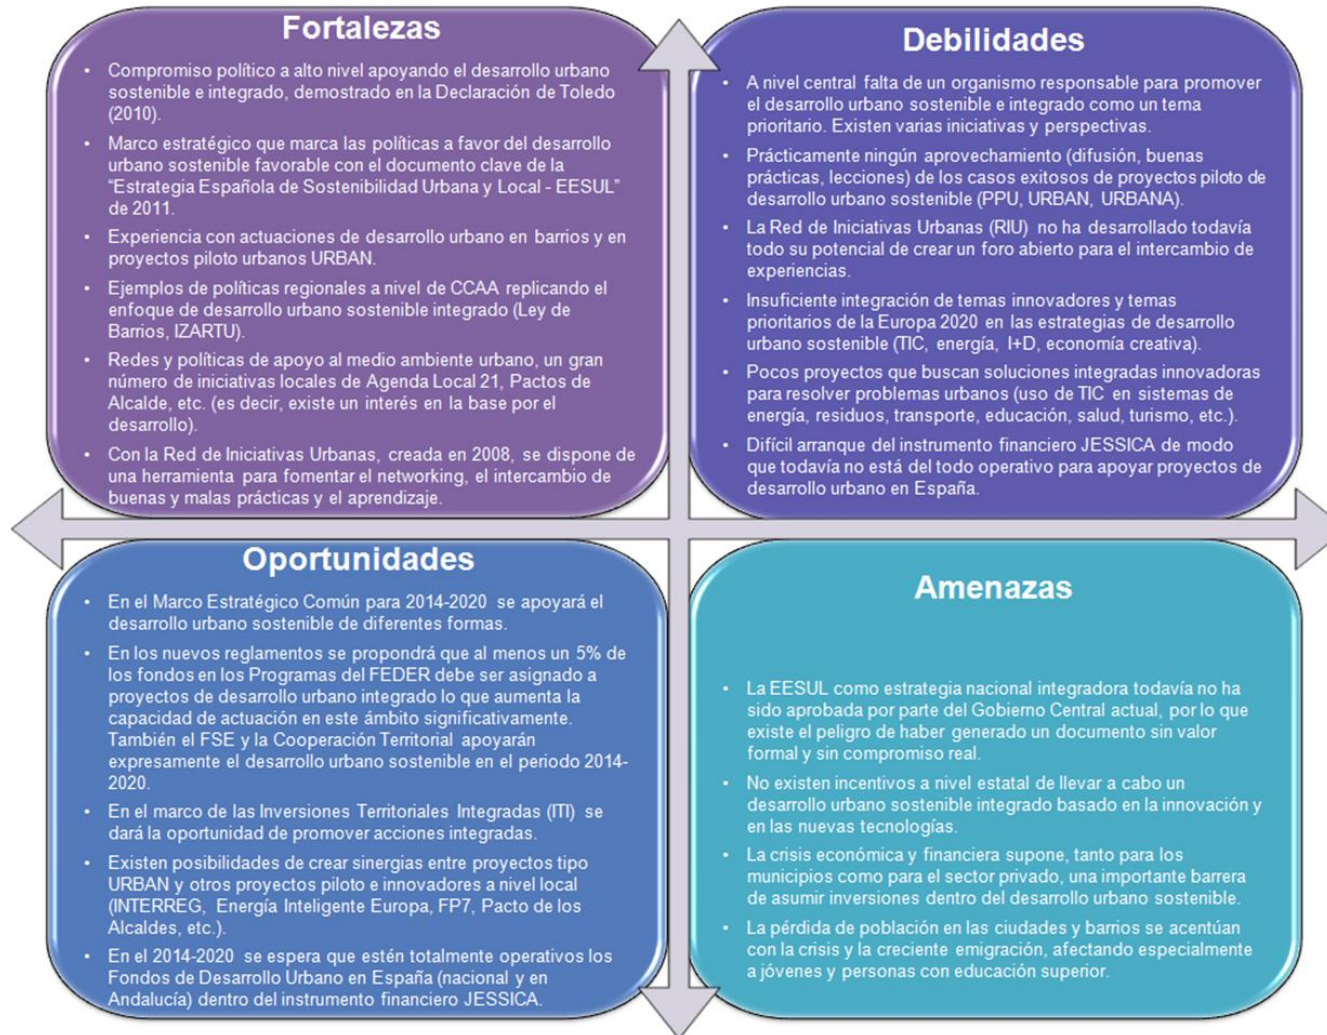 Fortalezas
• Compromiso político a alto nivel apoyando el desarrollo urbano
sostenible e integrado, demostrado en la Declaración de Toledo
(2010).
• Marco estratégico que marca las políticas a favor del desarrollo
urbano sostenible favorable con el documento clave de la
“Estrategia Española de Sostenibilidad Urbana y Local - EESUL”
de 2011.
• Experiencia con actuaciones de desarrollo urbano en barrios y en
proyectos piloto urbanos URBAN.
• Ejemplos de políticas regionales a nivel de CCAA replicando el
enfoque de desarrollo urbano sostenible integrado (Ley de
Barrios, IZARTU).
• Redes y políticas de apoyo al medio ambiente urbano, un gran
número de iniciativas locales de Agenda Local 21, Pactos de
Alcalde, etc. (es decir, existe un interés en la base por el
desarrollo).
• Con la Red de Iniciativas Urbanas, creada en 2008, se dispone de
una herramienta para fomentar el networking, el intercambio de
buenas y malas prácticas y el aprendizaje.
Debilidades
• A nivel central falta de un organismo responsable para promover
el desarrollo urbano sostenible e integrado como un tema
prioritario. Existen varias iniciativas y perspectivas.
• Prácticamente ningún aprovechamiento (difusión, buenas
prácticas, lecciones) de los casos exitosos de proyectos piloto de
desarrollo urbano sostenible (PPU, URBAN, URBANA).
• La Red de Iniciativas Urbanas (RIU) no ha desarrollado todavía
todo su potencial de crear un foro abierto para el intercambio de
experiencias.
• Insuficiente integración de temas innovadores y temas
prioritarios de la Europa 2020 en las estrategias de desarrollo
urbano sostenible (TIC, energía, I+D, economía creativa).
• Pocos proyectos que buscan soluciones integradas innovadoras
para resolver problemas urbanos (uso de TIC en sistemas de
energía, residuos, transporte, educación, salud, turismo, etc.).
• Difícil arranque del instrumento financiero JESSICA de modo
que todavía no está del todo operativo para apoyar proyectos de
desarrollo urbano en España.
Oportunidades
• En el Marco Estratégico Común para 2014-2020 se apoyará el
desarrollo urbano sostenible de diferentes formas.
• En los nuevos reglamentos se propondrá que al menos un 5% de
los fondos en los Programas del FEDER debe ser asignado a
proyectos de desarrollo urbano integrado lo que aumenta la
capacidad de actuación en este ámbito significativamente.
También el FSE y la Cooperación Territorial apoyarán
expresamente el desarrollo urbano sostenible en el periodo 2014-
2020.
• En el marco de las Inversiones Territoriales Integradas (ITI) se
dará la oportunidad de promover acciones integradas.
• Existen posibilidades de crear sinergias entre proyectos tipo
URBAN y otros proyectos piloto e innovadores a nivel local
(INTERREG, Energía Inteligente Europa, FP7, Pacto de los
Alcaldes, etc.).
• En el 2014-2020 se espera que estén totalmente operativos los
Fondos de Desarrollo Urbano en España (nacional y en
Andalucía) dentro del instrumento financiero JESSICA.
Amenazas
• La EESUL como estrategia nacional integradora todavía no ha
sido aprobada por parte del Gobierno Central actual, por lo que
existe el peligro de haber generado un documento sin valor
formal y sin compromiso real.
• No existen incentivos a nivel estatal de llevar a cabo un
desarrollo urbano sostenible integrado basado en la innovación y
en las nuevas tecnologías.
• La crisis económica y financiera supone, tanto para los
municipios como para el sector privado, una importante barrera
de asumir inversiones dentro del desarrollo urbano sostenible.
• La pérdida de población en las ciudades y barrios se acentúan
con la crisis y la creciente emigración, afectando especialmente
a jóvenes y personas con educación superior.